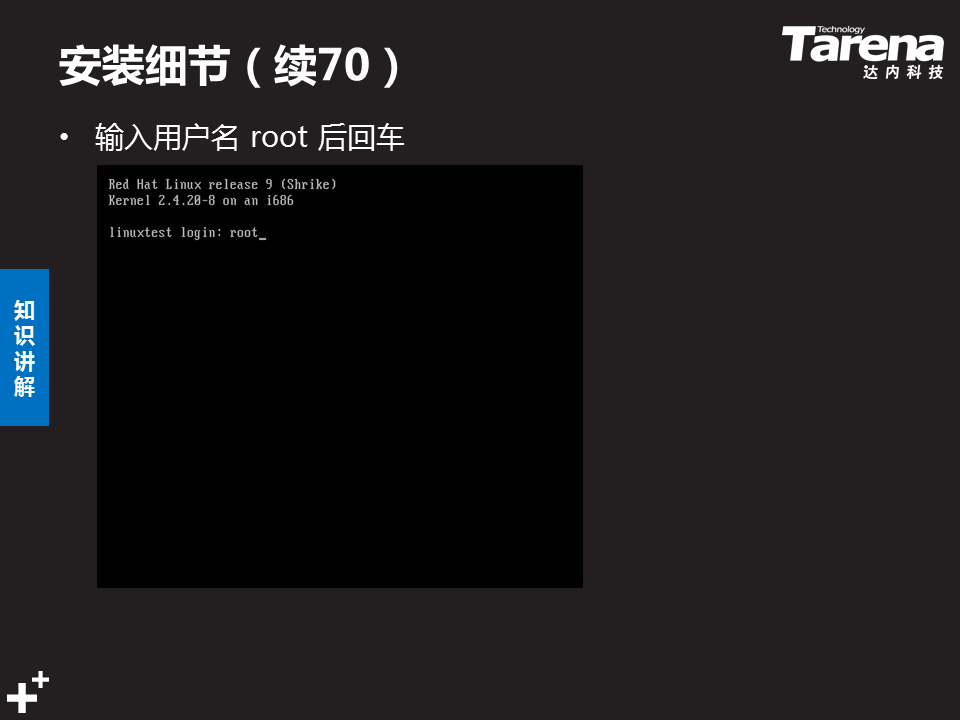 安装细节（续70）
Technology
Tarena
达内科技
• 输入用户名 root 后回车
Red Hat Linux release 9 (Shrike)
Kernel 2.4.20-8 on an i686
linuxtest login: root_
知识讲解